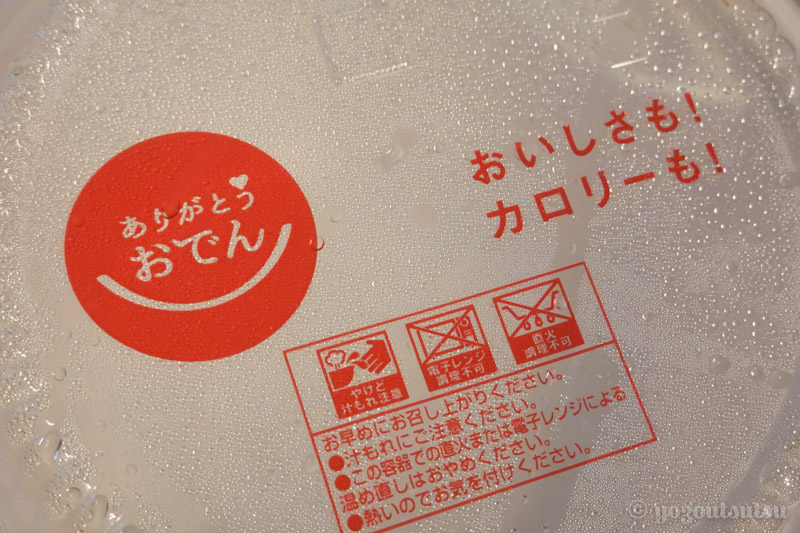 ありがとう
おでん
おいしさも!
カロリーも!
やけど
汁もれ注意
電子レンジ
調理不可
直火
調理不可
お早めにお召し上がりください。
●汁もれにご注意ください。
●この容器での直火または電子レンジによる
温め直しはおやめください。
●熱いのでお気を付けください。
© yozoutsutsu